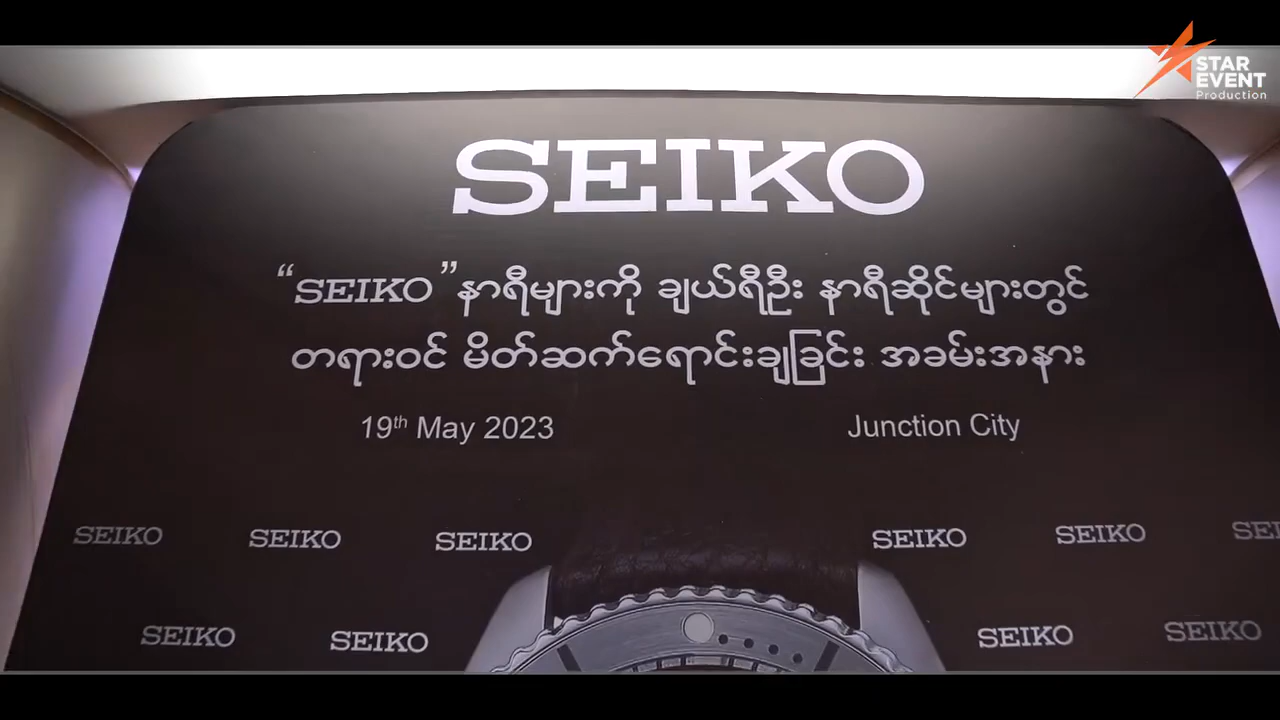 STAR
EVENT
Production
SEIKO
“SEIKO” နာရီများကို ချယ်ရီဦး နာရီဆိုင်များတွင်
တရားဝင် မိတ်ဆက်ရောင်းချခြင်း အခမ်းအနား
19th May 2023 Junction City
SEIKO SEIKO SEIKO SEIKO SEIKO SEI
SEIKO SEIKO SEIKO SEIKO